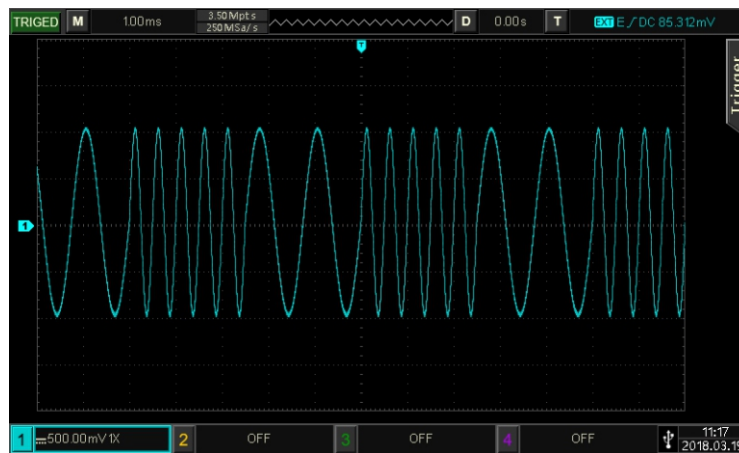 TRIGED M 1.00ms 3.50Mpts D 0.00s T EXT E DC 85.312mV
250MSa/s
T
Trigger
1
1 500.00mV 1X 2 OFF 3 OFF 4 OFF 11:17
2018.03.19